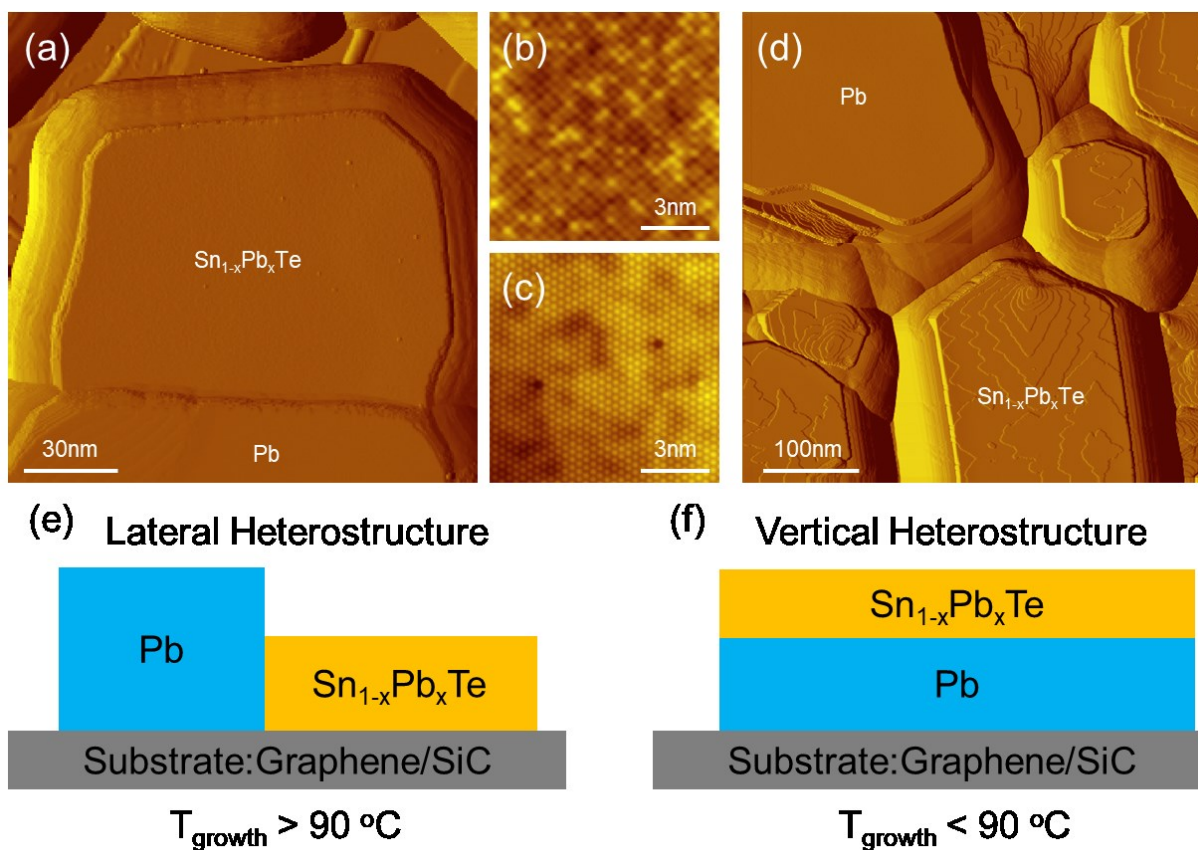 (a)
Sn1-xPbxTe
30nm
Pb
(b)
3nm
(c)
3nm
(d)
Pb
Sn1-xPbxTe
100nm
(e) Lateral Heterostructure
Pb
Sn1-xPbxTe
Substrate:Graphene/SiC
Tgrowth > 90 oC
(f) Vertical Heterostructure
Sn1-xPbxTe
Pb
Substrate:Graphene/SiC
Tgrowth < 90 oC